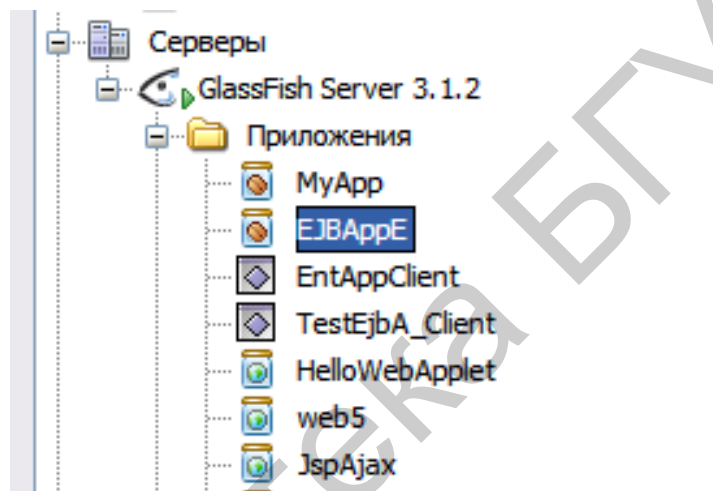 Серверы
GlassFish Server 3.1.2
Приложения
MyApp
EJBAppE
EntAppClient
TestEjbA_Client
HelloWebApplet
web5
JspAjax